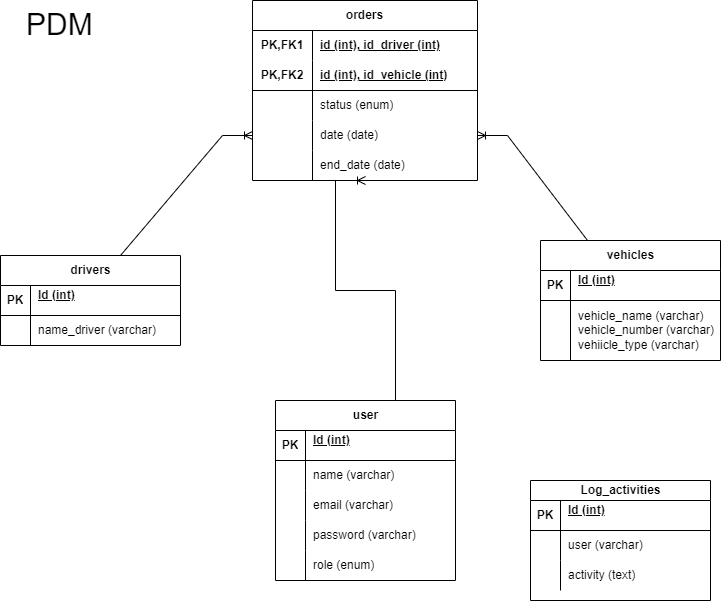 PDM
orders
PK,FK1 id (int), id_driver (int)
PK,FK2 id (int), id_vehicle (int)
status (enum)
date (date)
end_date (date)
drivers
PK Id (int)
name_driver (varchar)
vehicles
PK Id (int)
vehicle_name (varchar)
vehicle_number (varchar)
vehiicle_type (varchar)
user
PK Id (int)
name (varchar)
email (varchar)
password (varchar)
role (enum)
Log_activities
PK Id (int)
user (varchar)
activity (text)